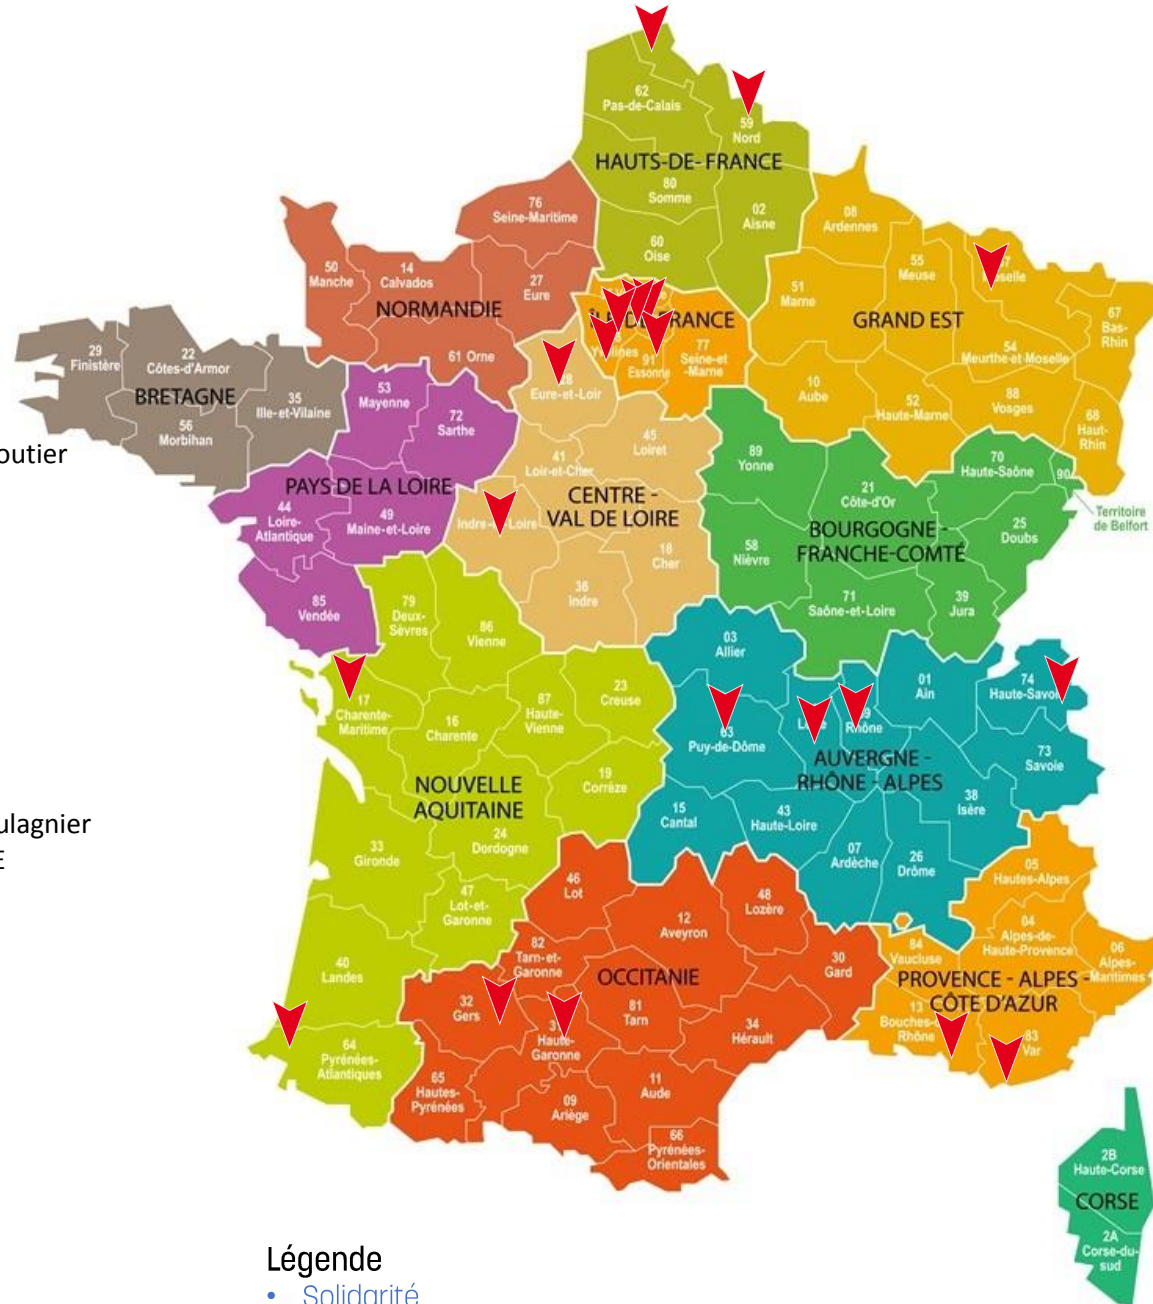 62
Pas-de-Calais
59
Nord
HAUTS-DE-FRANCE
80
Somme
02
Aisne
60
Oise
76
Seine-Maritime
50
Manche
14
Calvados
27
Eure
NORMANDIE
61 Orne
08
Ardennes
55
Meuse
51
Marne
GRAND EST
67
Bas-
Rhin
54
Meurthe et Moselle
10
Aube
52
Haute-Marne
88
Vosges
68
Haut-
Rhin
77
Seine-et
-Marne
91
Essonne
29
Finistère
22
Côtes-d'Armor
BRETAGNE
35
Ille-et-Vilaine
56
Morbihan
53
Mayenne
72
Sarthe
PAYS DE LA LOIRE
44
Loire-
Atlantique
49
Maine-et-Loire
85
Vendée
Eure-et-Loir
45
Loiret
41
Loir-et-Cher
CENTRE -
VAL DE LOIRE
18
Cher
36
Indre
89
Yonne
21
Côte-d'Or
70
Haute-Saône
90
Territoire
de Belfort
BOURGOGNE -
FRANCHE-COMTÉ
25
Doubs
58
Nièvre
71
Saône-et-Loire
39
Jura
outier
79
Deux-
Sèvres
86
Vienne
17
Charente-
Maritime
16
Charente
87
Haute-
Vienne
23
Creuse
NOUVELLE
AQUITAINE
19
Corrèze
24
Dordogne
33
Gironde
47
Lot-et-
Garonne
40
Landes
64
Pyrénées-
Atlantiques
ulagnier
E
03
Allier
01
Ain
74
63
Puy-de-Dôme
Rhône
AUVERGNE -
RHÔNE - ALPES
73
Savoie
38
Isère
15
Cantal
43
Haute-Loire
07
Ardèche
26
Drôme
46
Lot
48
Lozère
12
Aveyron
82
Tarn-et-
Garonne
OCCITANIE
30
Gard
32
Gers
81
Tarn
34
Hérault
Haute-
Garonne
65
Hautes-
Pyrénées
09
Ariège
11
Aude
66
Pyrénées-
Orientales
05
Hautes-Alpes
04
Alpes-de-
Haute-Provence
84
Vaucluse
06
Alpes-
Maritimes
PROVENCE - ALPES -
CÔTE D'AZUR
13
Rhône
83
Var
2B
Haute-Corse
CORSE
2A
Corse-du-
sud
Légende
• Solidarité